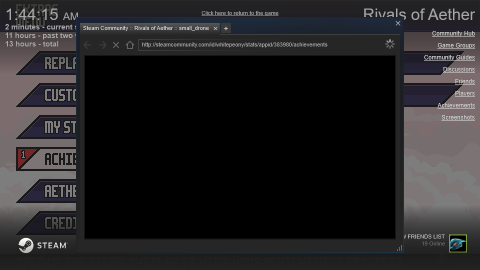 1:44:15 AM
Click here to return to the game
Rivals of Aether
2 minutes - current
11 hours - past two
13 hours - total
Community Hub
Game Groups
Community Guides
Discussions
Friends
Players
Achievements
Screenshots
Steam Community :: Rivals of Aether :: small_drone
http://steamcommunity.com/id/whitepeony/stats/appid/383980/achievements
REPLA
CUSTO
MY ST
1
ACHIE
AETHE
CREDI
STEAM
FRIENDS LIST
18 Online